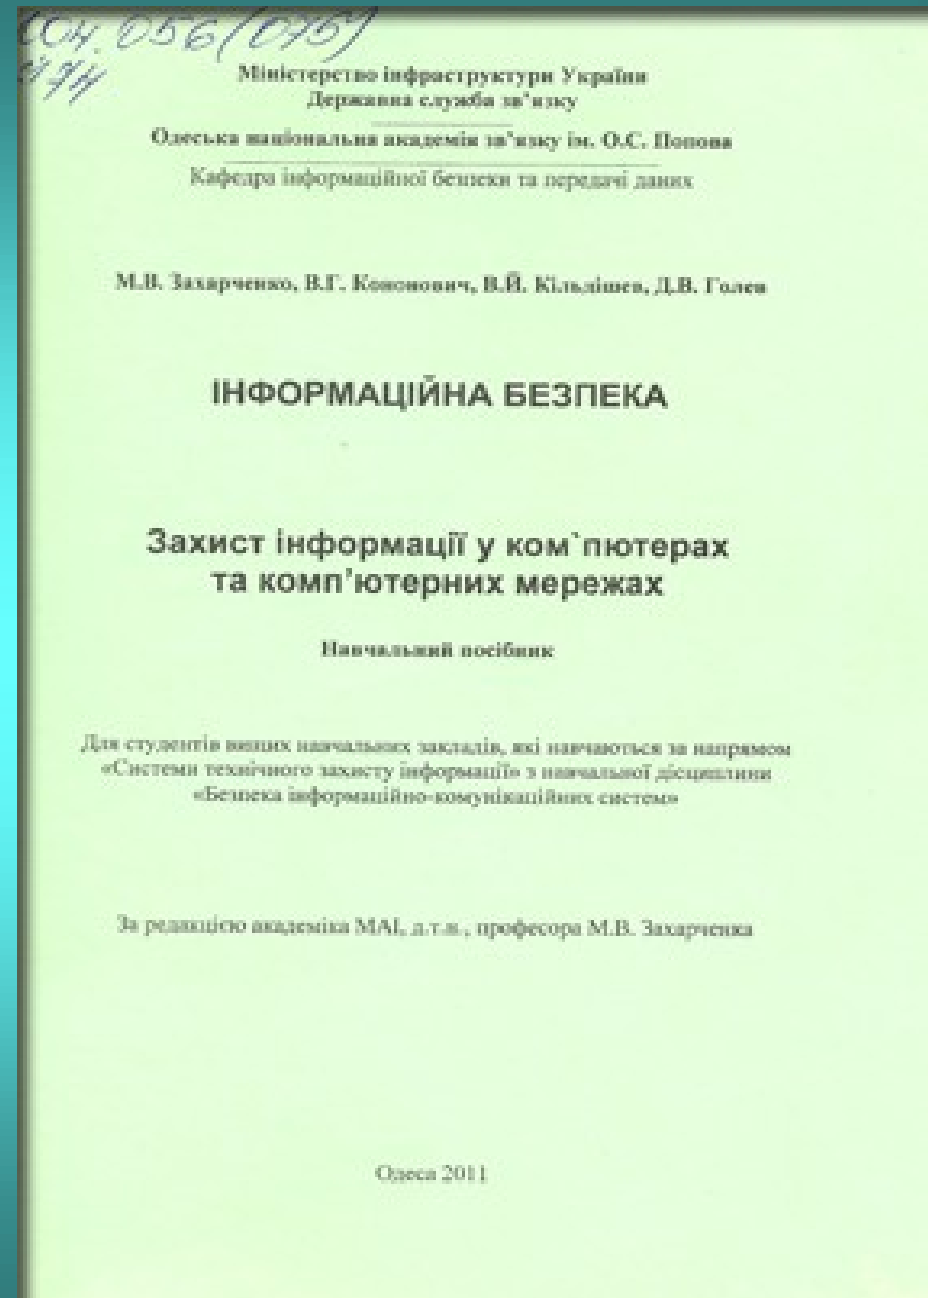 004.056(075)
Міністерство інфраструктури України
Державна служба зв'язку
Одеська національна академія зв'язку ім. О.С. Попова
Кафедра інформаційної безпеки та передачі даних
М.В. Захарченко, В.Г. Кононович, В.Й. Кільдішев, Д.В. Голев
ІНФОРМАЦІЙНА БЕЗПЕКА
Захист інформації у ком`пютерах
та комп'ютерних мережах
Навчальний посібник
Для студентів вищих навчальних закладів, які навчаються за напрямом
«Системи технічного захисту інформації» з навчальної дісципліни
«Безпека інформаційно-комунікаційних систем»
За редакцією академіка МАІ, д.т.н., професора М.В. Захарченка
Одеса 2011